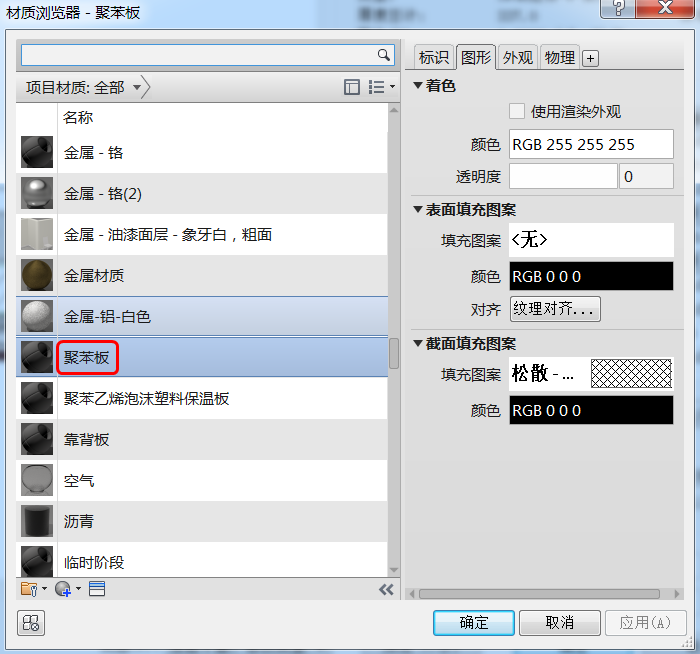 材质浏览器 - 聚苯板
?
X
项目材质: 全部
名称
金属 - 铬
金属 - 铬(2)
金属 - 油漆面层 - 象牙白，粗面
金属材质
金属-铝-白色
聚苯板
聚苯乙烯泡沫塑料保温板
靠背板
空气
沥青
临时阶段
标识 图形 外观 物理 +
着色
使用渲染外观
颜色 RGB 255 255 255
透明度 0
表面填充图案
填充图案 <无>
颜色 RGB 0 0 0
对齐 纹理对齐...
截面填充图案
填充图案 松散 - ...
颜色 RGB 0 0 0
确定 取消 应用(A)